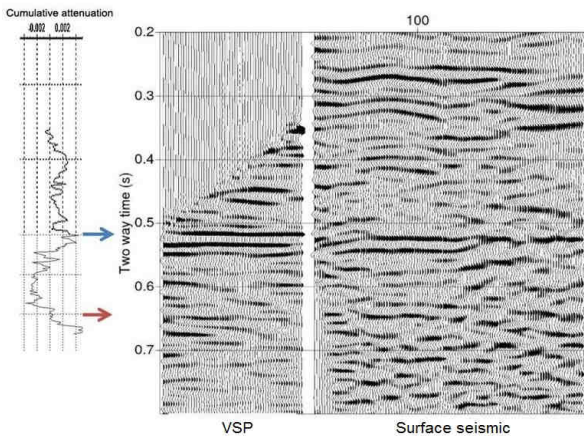 Cumulative attenuation
-0.002 0.002
100
0.2
0.3
0.4
0.5
0.6
0.7
Two way time (s)
VSP
Surface seismic